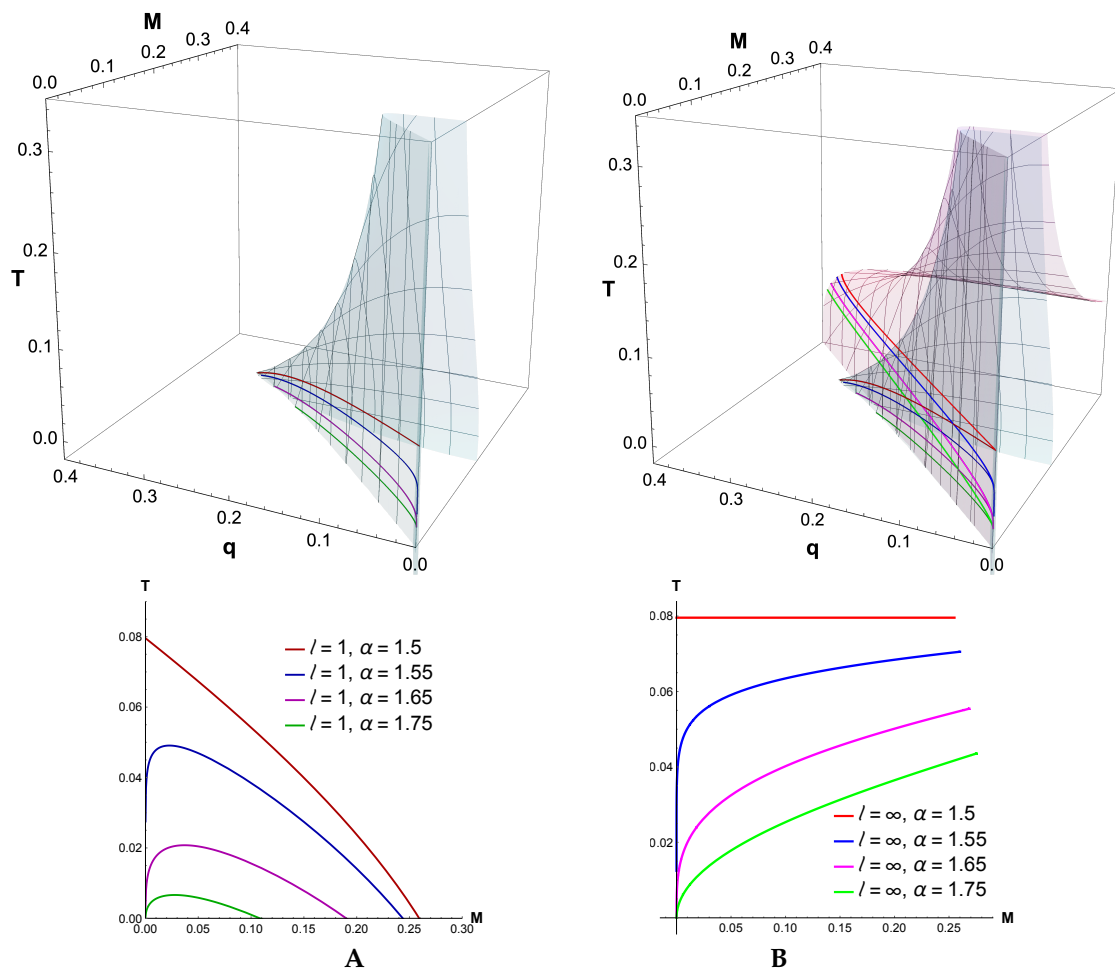 M
0.0 0.1 0.2 0.3 0.4
0.3
0.2
T
0.1
0.0
0.4 0.3 0.2 0.1 0.0
q
M
0.0 0.1 0.2 0.3 0.4
0.3
0.2
T
0.1
0.0
0.4 0.3 0.2 0.1 0.0
q
T
0.08
0.06
0.04
0.02
0.00
0.00 0.05 0.10 0.15 0.20 0.25 0.30
M
l = 1, α = 1.5
l = 1, α = 1.55
l = 1, α = 1.65
l = 1, α = 1.75
A
T
0.08
0.06
0.04
0.02
0.05 0.10 0.15 0.20 0.25
M
l = ∞, α = 1.5
l = ∞, α = 1.55
l = ∞, α = 1.65
l = ∞, α = 1.75
B